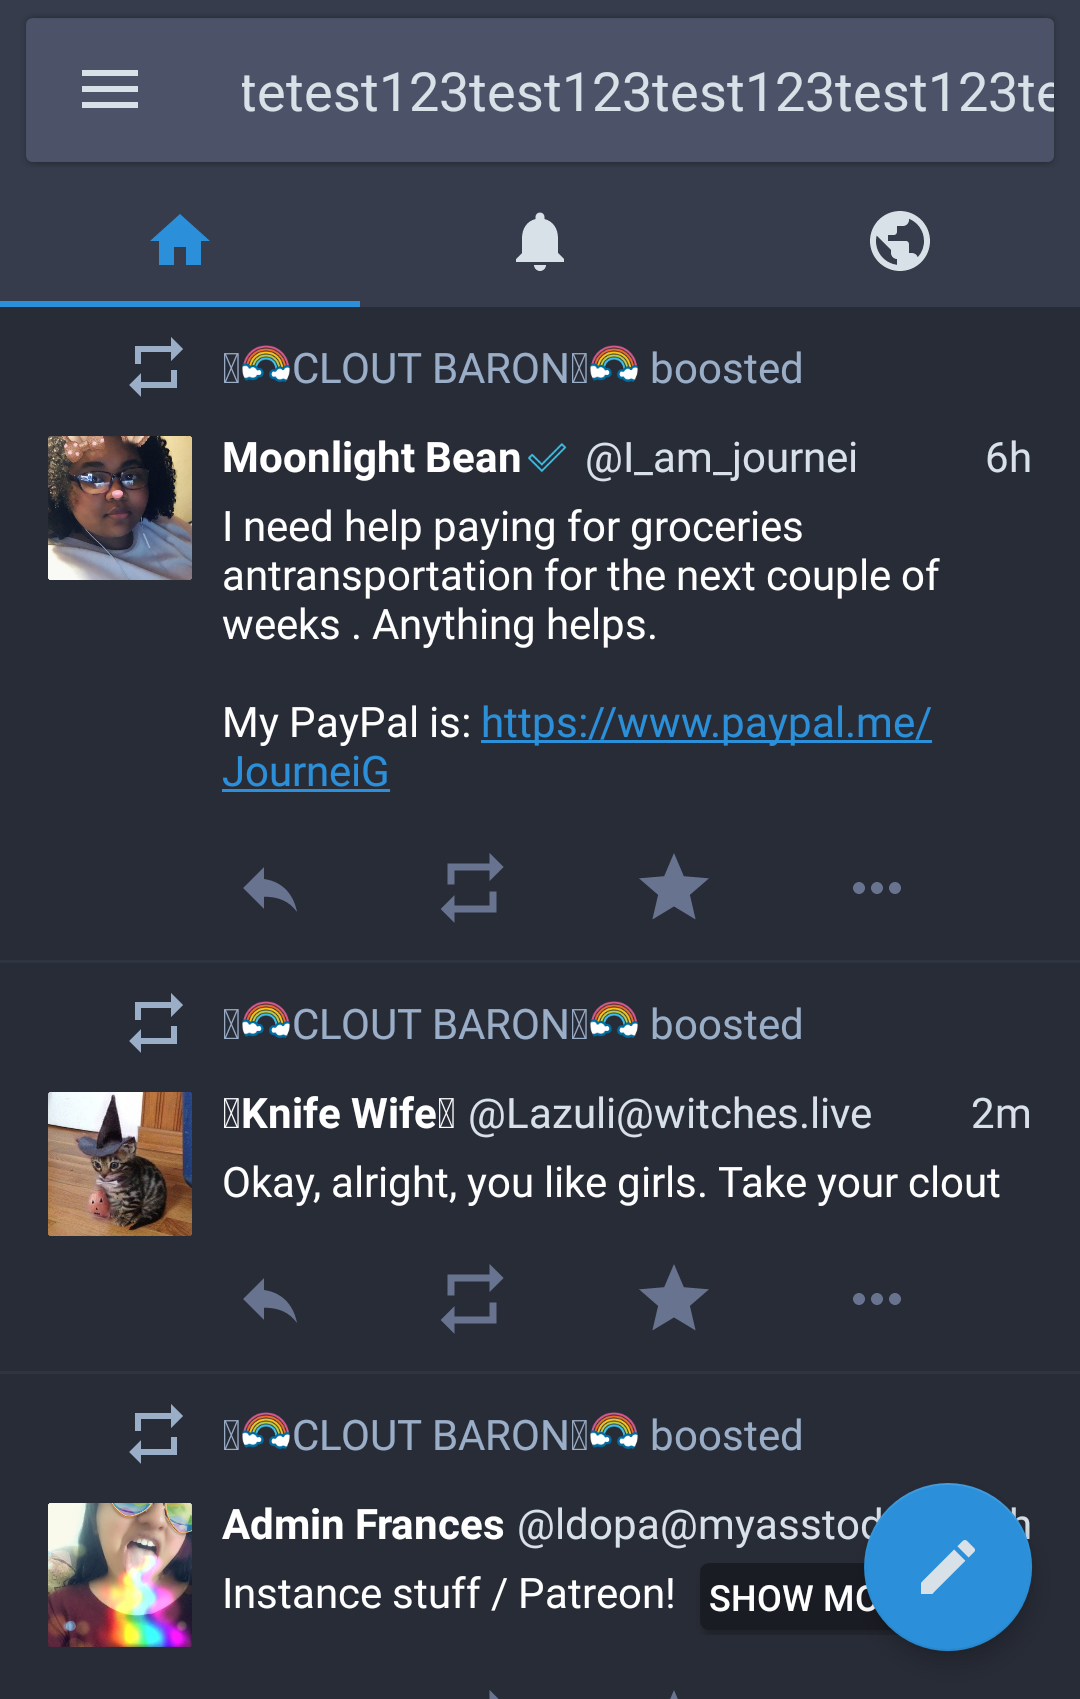 tetest123test123test123test123te
🌈CLOUT BARON🌈 boosted
Moonlight Bean @I_am_journei 6h
I need help paying for groceries
antransportation for the next couple of
weeks . Anything helps.
My PayPal is: https://www.paypal.me/
JourneiG
🌈CLOUT BARON🌈 boosted
Knife Wife @Lazuli@witches.live 2m
Okay, alright, you like girls. Take your clout
🌈CLOUT BARON🌈 boosted
Admin Frances @ldopa@myasstod h
Instance stuff / Patreon! SHOW MO